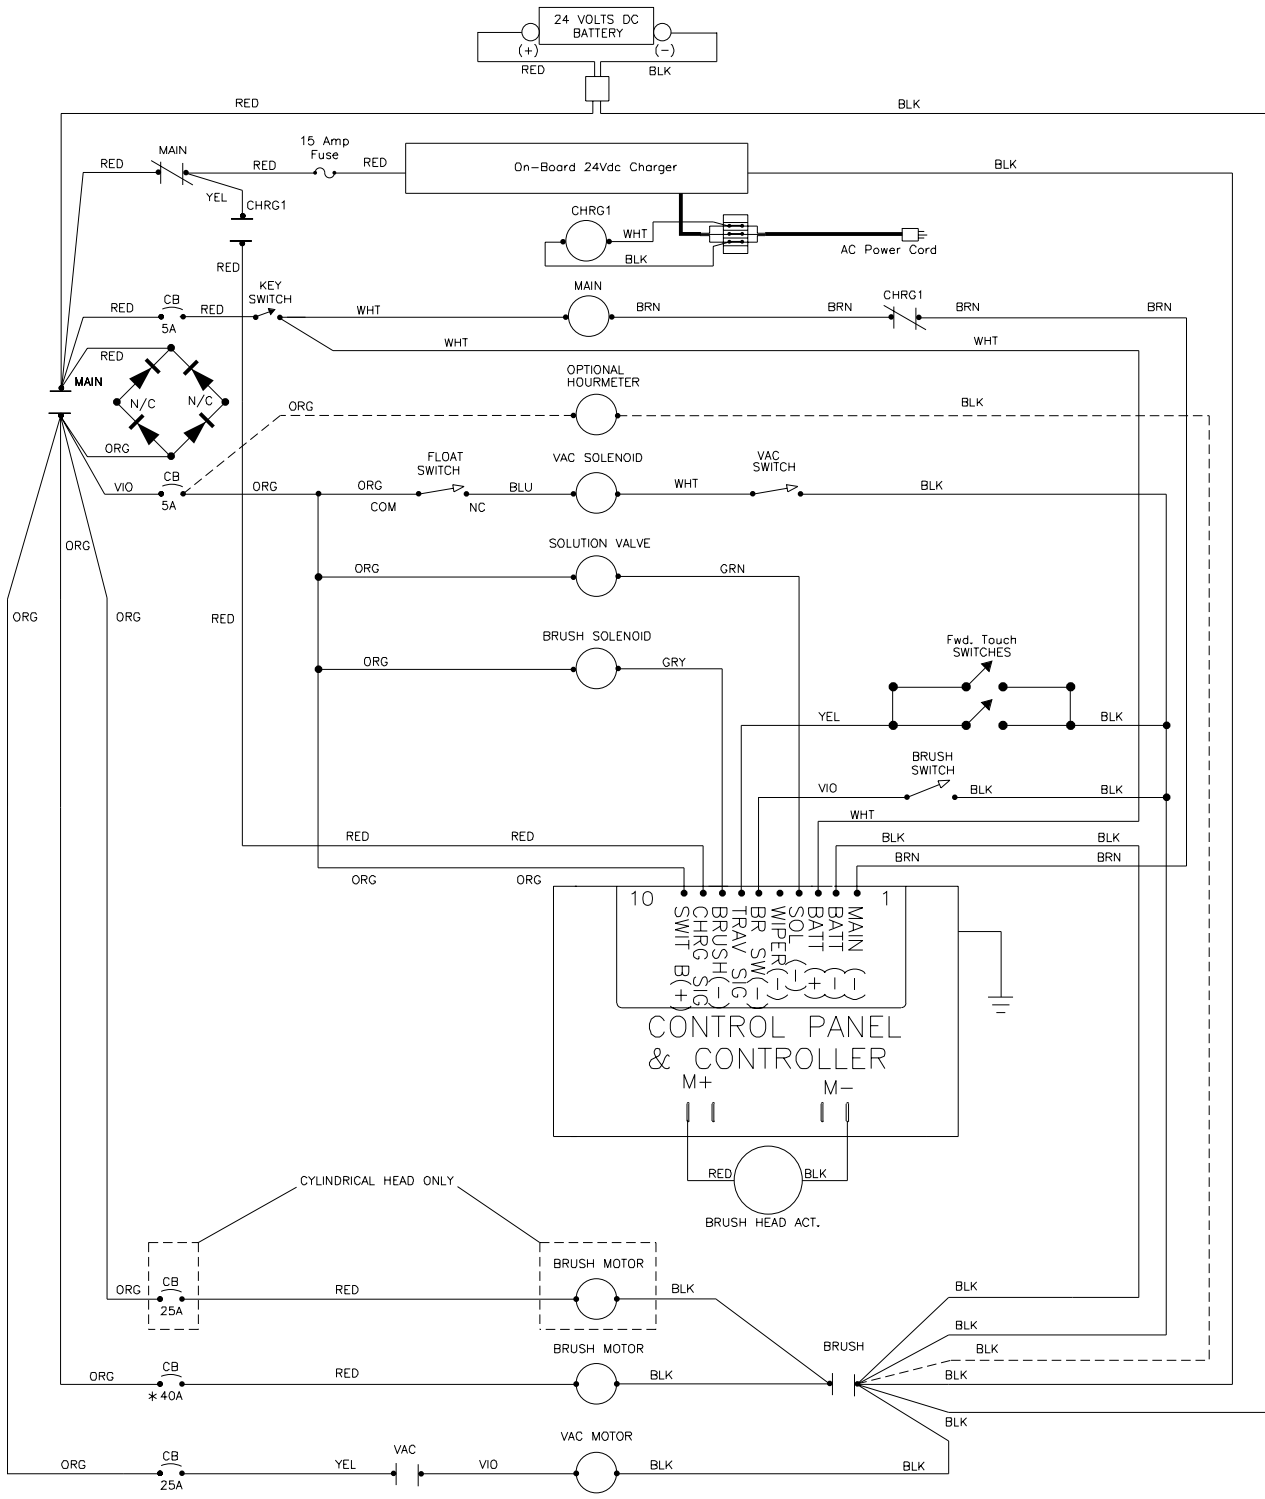 24 VOLTS DC
BATTERY
(+)
(-)
RED
BLK
RED
BLK
MAIN
15 Amp
Fuse
RED
RED
RED
On-Board 24Vdc Charger
BLK
YEL
CHRG1
CHRG1
WHT
BLK
AC Power Cord
RED
KEY
SWITCH
MAIN
CHRG1
RED
CB
5A
RED
WHT
BRN
BRN
BRN
BRN
WHT
WHT
RED
MAIN
N/C
N/C
OPTIONAL
HOURMETER
ORG
BLK
ORG
FLOAT
SWITCH
VAC SOLENOID
VAC
SWITCH
VIO
CB
5A
ORG
ORG
COM
NC
BLU
WHT
BLK
ORG
SOLUTION VALVE
ORG
GRN
ORG
ORG
RED
BRUSH SOLENOID
ORG
GRY
Fwd. Touch
SWITCHES
YEL
BLK
BRUSH
SWITCH
VIO
BLK
BLK
WHT
RED
RED
BLK
BLK
BRN
BRN
ORG
ORG
10
1
SWIT B(+)
CHRG SIG
BRUSH(-)
TRAV SIG
BR SW(-)
WIPER(-)
SOL (-)
BATT (+)
BATT (-)
MAIN (-)
CONTROL PANEL
& CONTROLLER
M+
M-
RED
BLK
BRUSH HEAD ACT.
CYLINDRICAL HEAD ONLY
ORG
CB
25A
RED
BRUSH MOTOR
BLK
BLK
BLK
BLK
BRUSH
BRUSH MOTOR
ORG
CB
*40A
RED
BLK
BLK
BLK
VAC MOTOR
ORG
CB
25A
YEL
VAC
VIO
BLK
BLK